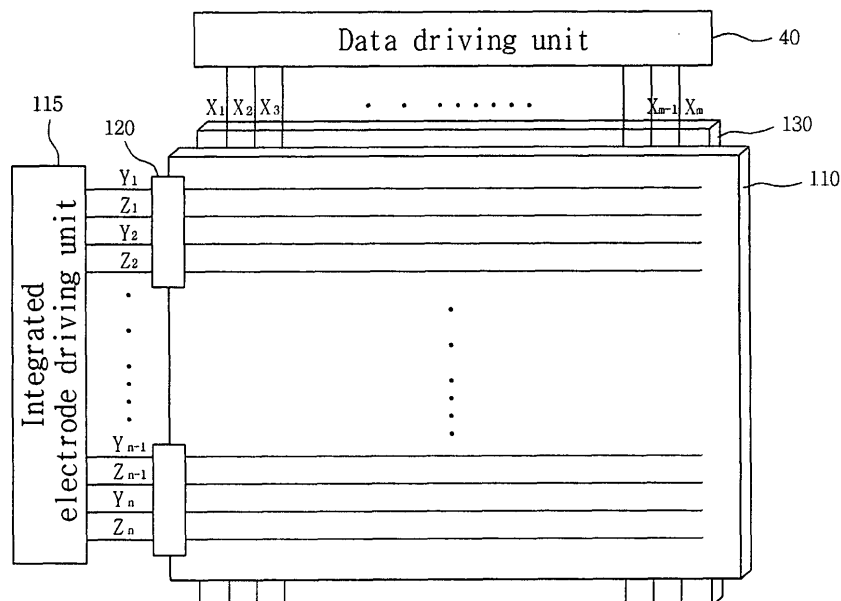 Data driving unit
40
X1 X2 X3
Xm-1 Xm
130
115
120
110
Integrated
electrode driving unit
Y1
Z1
Y2
Z2
Yn-1
Zn-1
Yn
Zn